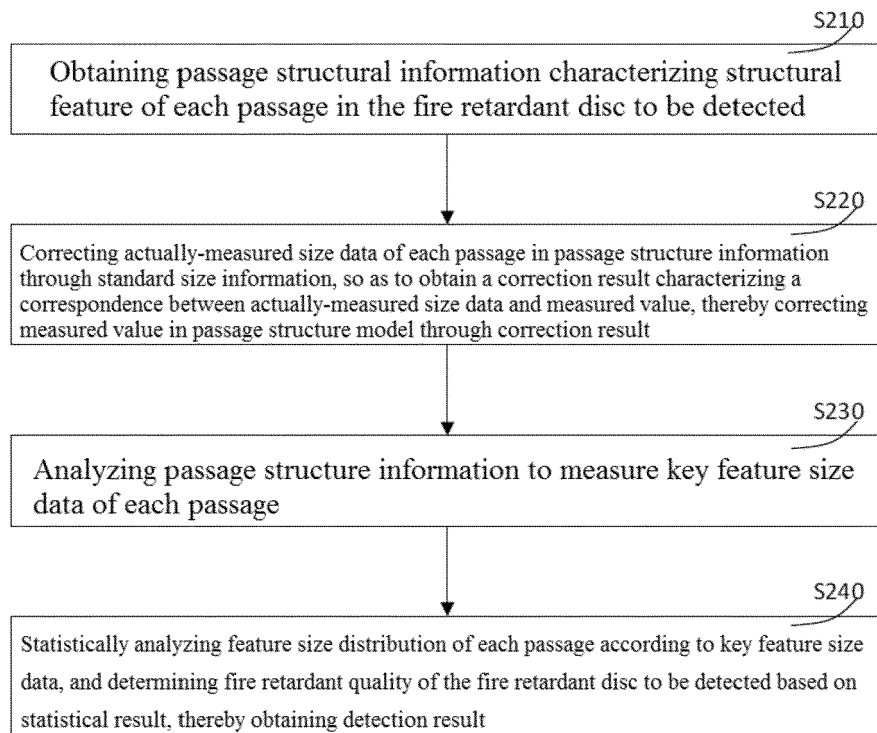 S210
Obtaining passage structural information characterizing structural
feature of each passage in the fire retardant disc to be detected
S220
Correcting actually-measured size data of each passage in passage structure information
through standard size information, so as to obtain a correction result characterizing a
correspondence between actually-measured size data and measured value, thereby correcting
measured value in passage structure model through correction result
S230
Analyzing passage structure information to measure key feature size
data of each passage
S240
Statistically analyzing feature size distribution of each passage according to key feature size
data, and determining fire retardant quality of the fire retardant disc to be detected based on
statistical result, thereby obtaining detection result